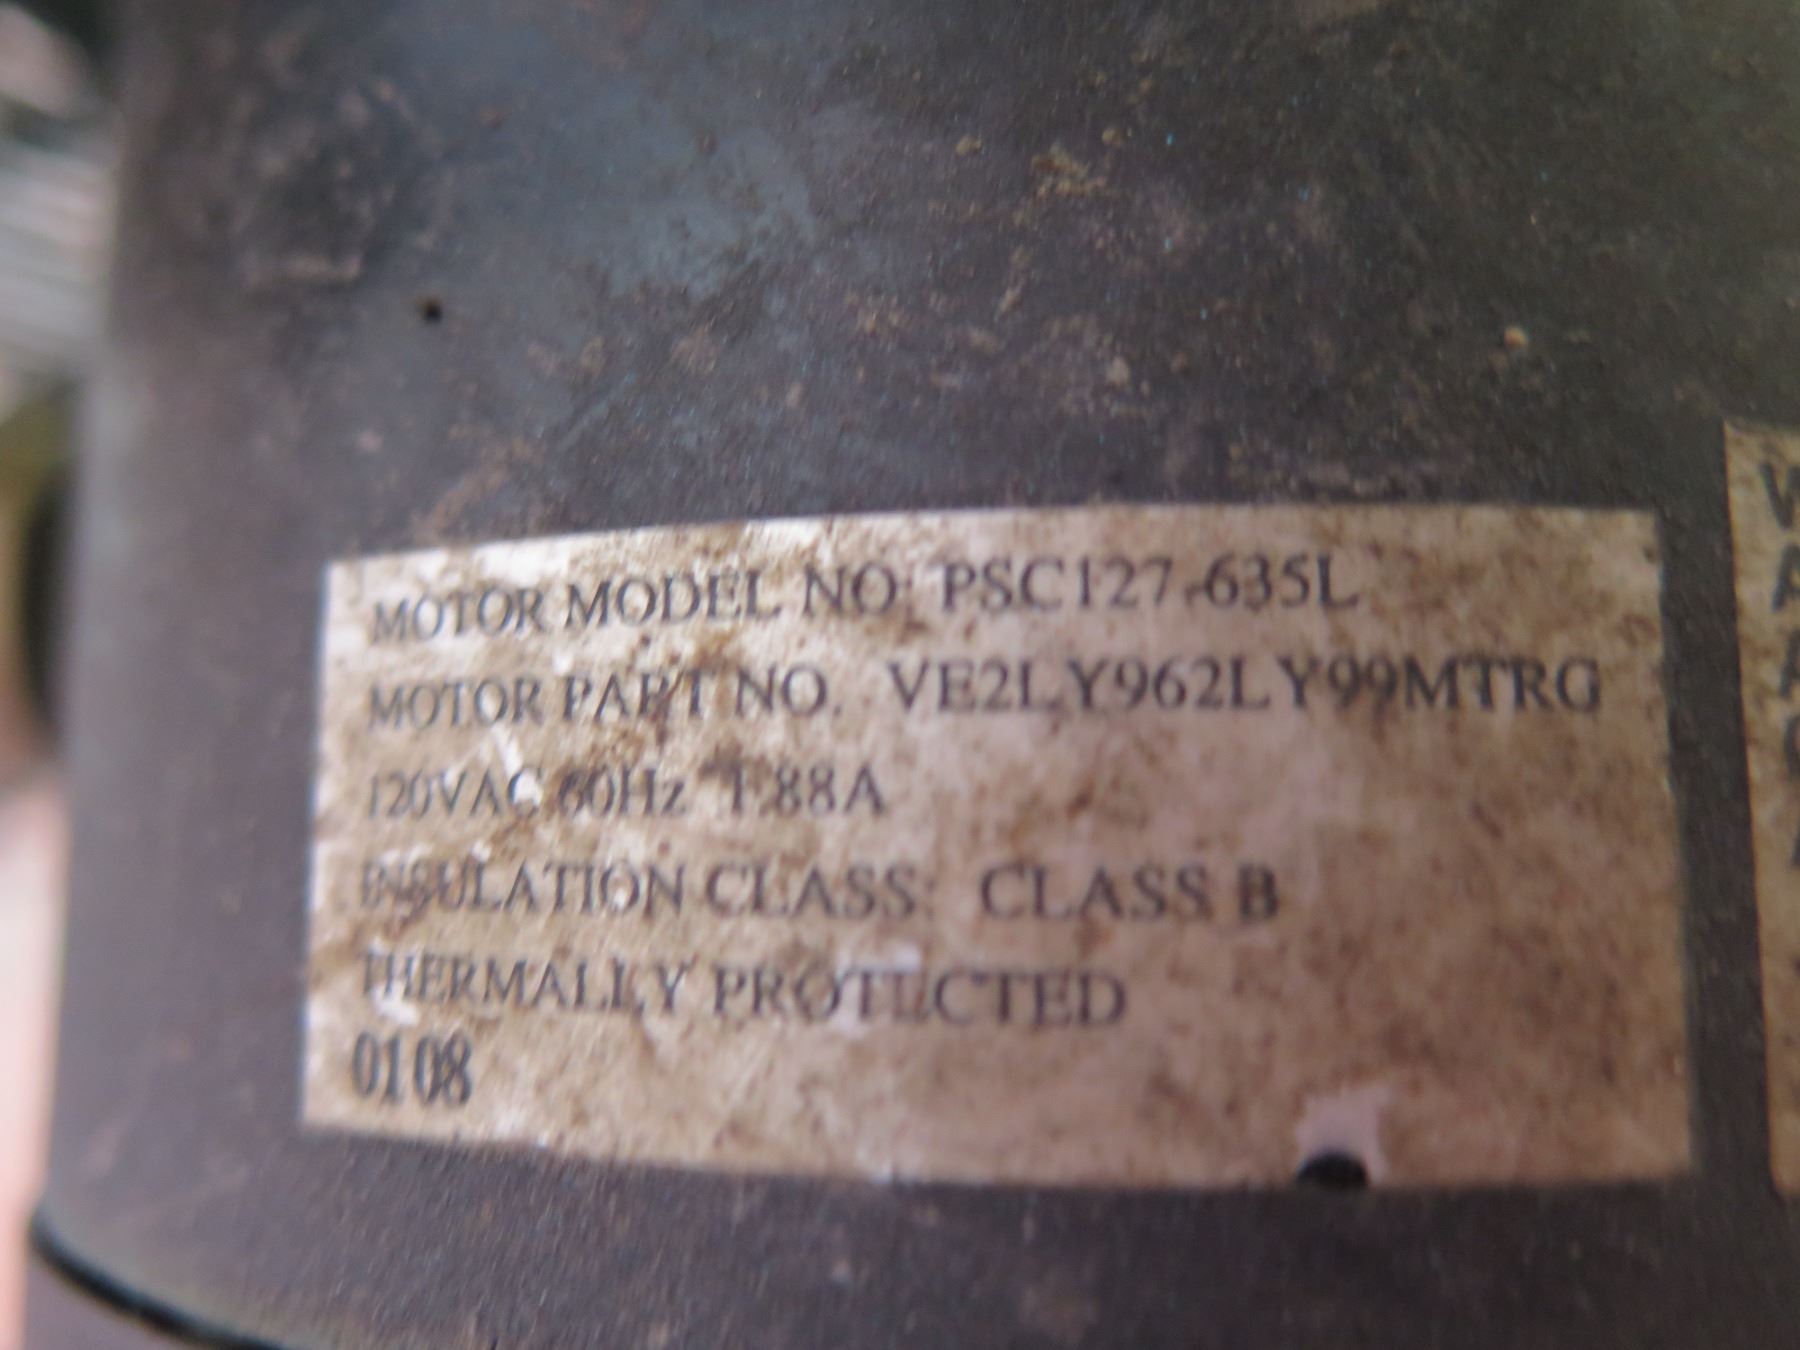 MOTOR MODEL NO: PSC127-635L
MOTOR PART NO. VE2LY962LY99MTRG
120VAC 60Hz 1.88A
INSULATION CLASS: CLASS B
THERMALLY PROTECTED
0108